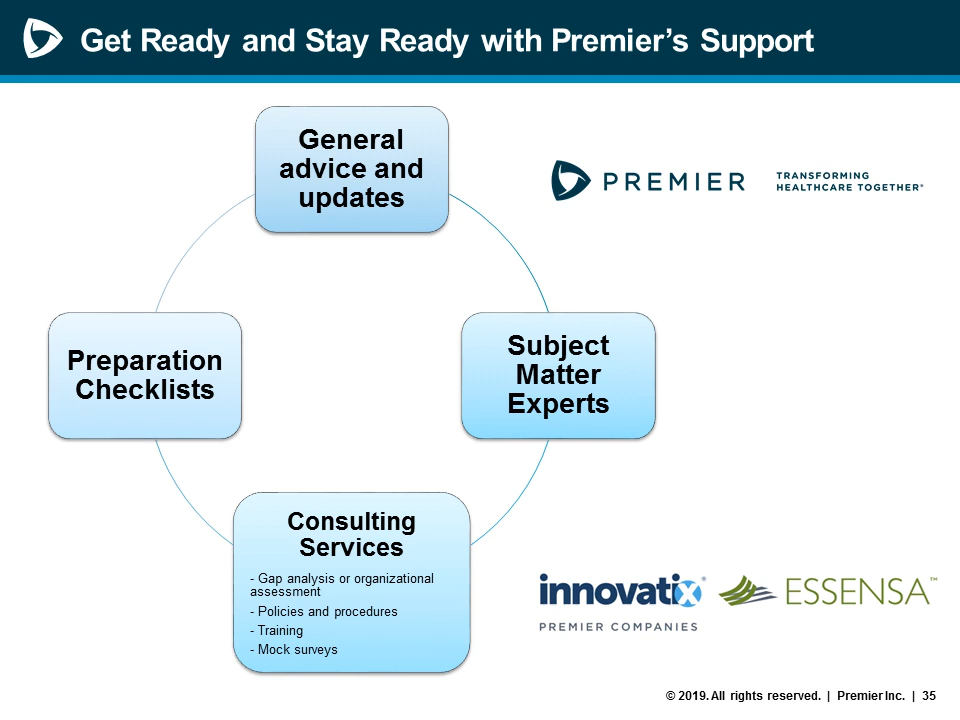 Get Ready and Stay Ready with Premier’s Support
General
advice and
updates
PREMIER
TRANSFORMING
HEALTHCARE TOGETHER®
Preparation
Checklists
Subject
Matter
Experts
Consulting
Services
- Gap analysis or organizational
assessment
- Policies and procedures
- Training
- Mock surveys
innovatix®
PREMIER COMPANIES
ESSENSA™
© 2019. All rights reserved. | Premier Inc. | 35